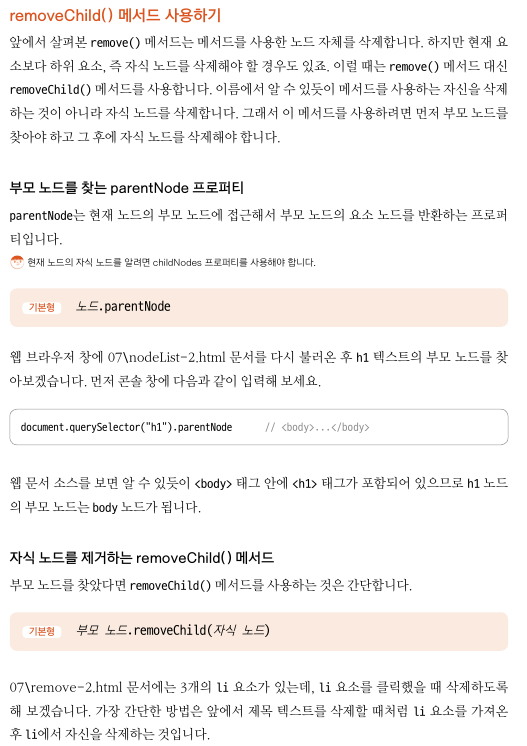 removeChild() 메서드 사용하기
앞에서 살펴본 remove() 메서드는 메서드를 사용한 노드 자체를 삭제합니다. 하지만 현재 요
소보다 하위 요소, 즉 자식 노드를 삭제해야 할 경우도 있죠. 이럴 때는 remove() 메서드 대신
removeChild() 메서드를 사용합니다. 이름에서 알 수 있듯이 메서드를 사용하는 자신을 삭제
하는 것이 아니라 자식 노드를 삭제합니다. 그래서 이 메서드를 사용하려면 먼저 부모 노드를
찾아야 하고 그 후에 자식 노드를 삭제해야 합니다.
부모 노드를 찾는 parentNode 프로퍼티
parentNode는 현재 노드의 부모 노드에 접근해서 부모 노드의 요소 노드를 반환하는 프로퍼
티입니다.
현재 노드의 자식 노드를 알려면 childNodes 프로퍼티를 사용해야 합니다.
기본형 노드.parentNode
웹 브라우저 창에 07\nodeList-2.html 문서를 다시 불러온 후 h1 텍스트의 부모 노드를 찾
아보겠습니다. 먼저 콘솔 창에 다음과 같이 입력해 보세요.
document.querySelector("h1").parentNode // <body>...</body>
웹 문서 소스를 보면 알 수 있듯이 <body> 태그 안에 <h1> 태그가 포함되어 있으므로 h1 노드
의 부모 노드는 body 노드가 됩니다.
자식 노드를 제거하는 removeChild() 메서드
부모 노드를 찾았다면 removeChild() 메서드를 사용하는 것은 간단합니다.
기본형 부모 노드.removeChild(자식 노드)
07\remove-2.html 문서에는 3개의 li 요소가 있는데, li 요소를 클릭했을 때 삭제하도록
해 보겠습니다. 가장 간단한 방법은 앞에서 제목 텍스트를 삭제할 때처럼 li 요소를 가져온
후 li에서 자신을 삭제하는 것입니다.